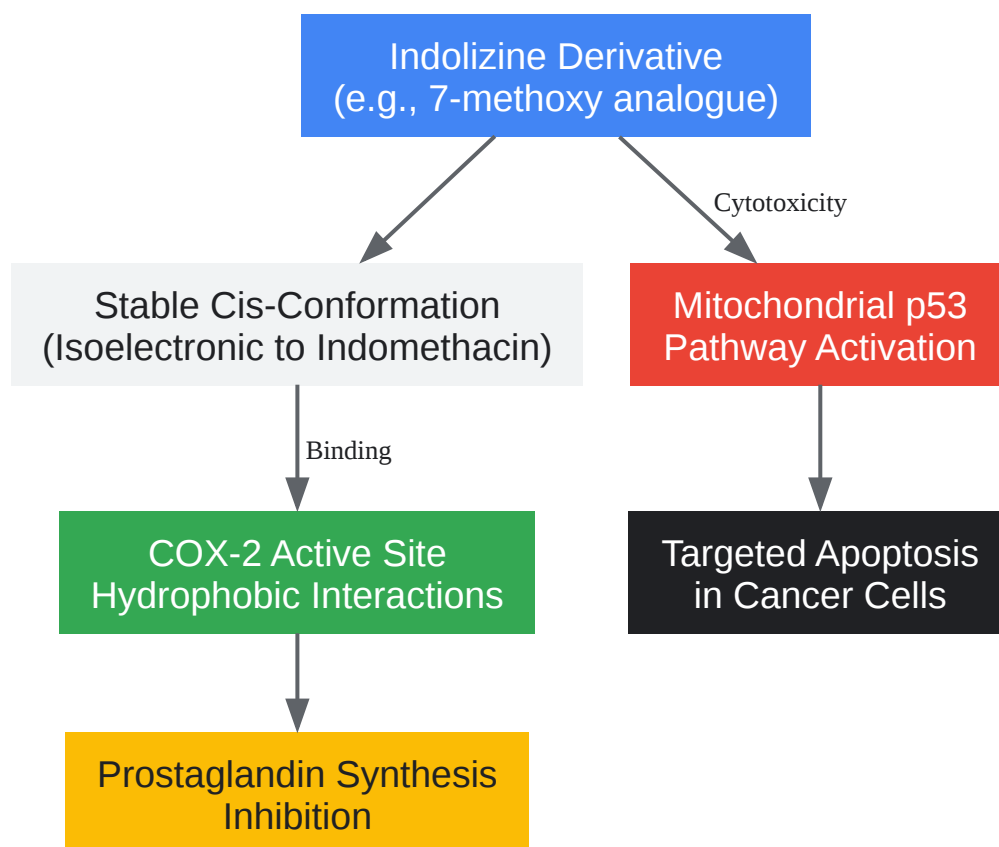 Indolizine Derivative
(e.g., 7-methoxy analogue)
Cytotoxicity
Stable Cis-Conformation
(Isoelectronic to Indomethacin)
Mitochondrial p53
Pathway Activation
Binding
COX-2 Active Site
Hydrophobic Interactions
Targeted Apoptosis
in Cancer Cells
Prostaglandin Synthesis
Inhibition